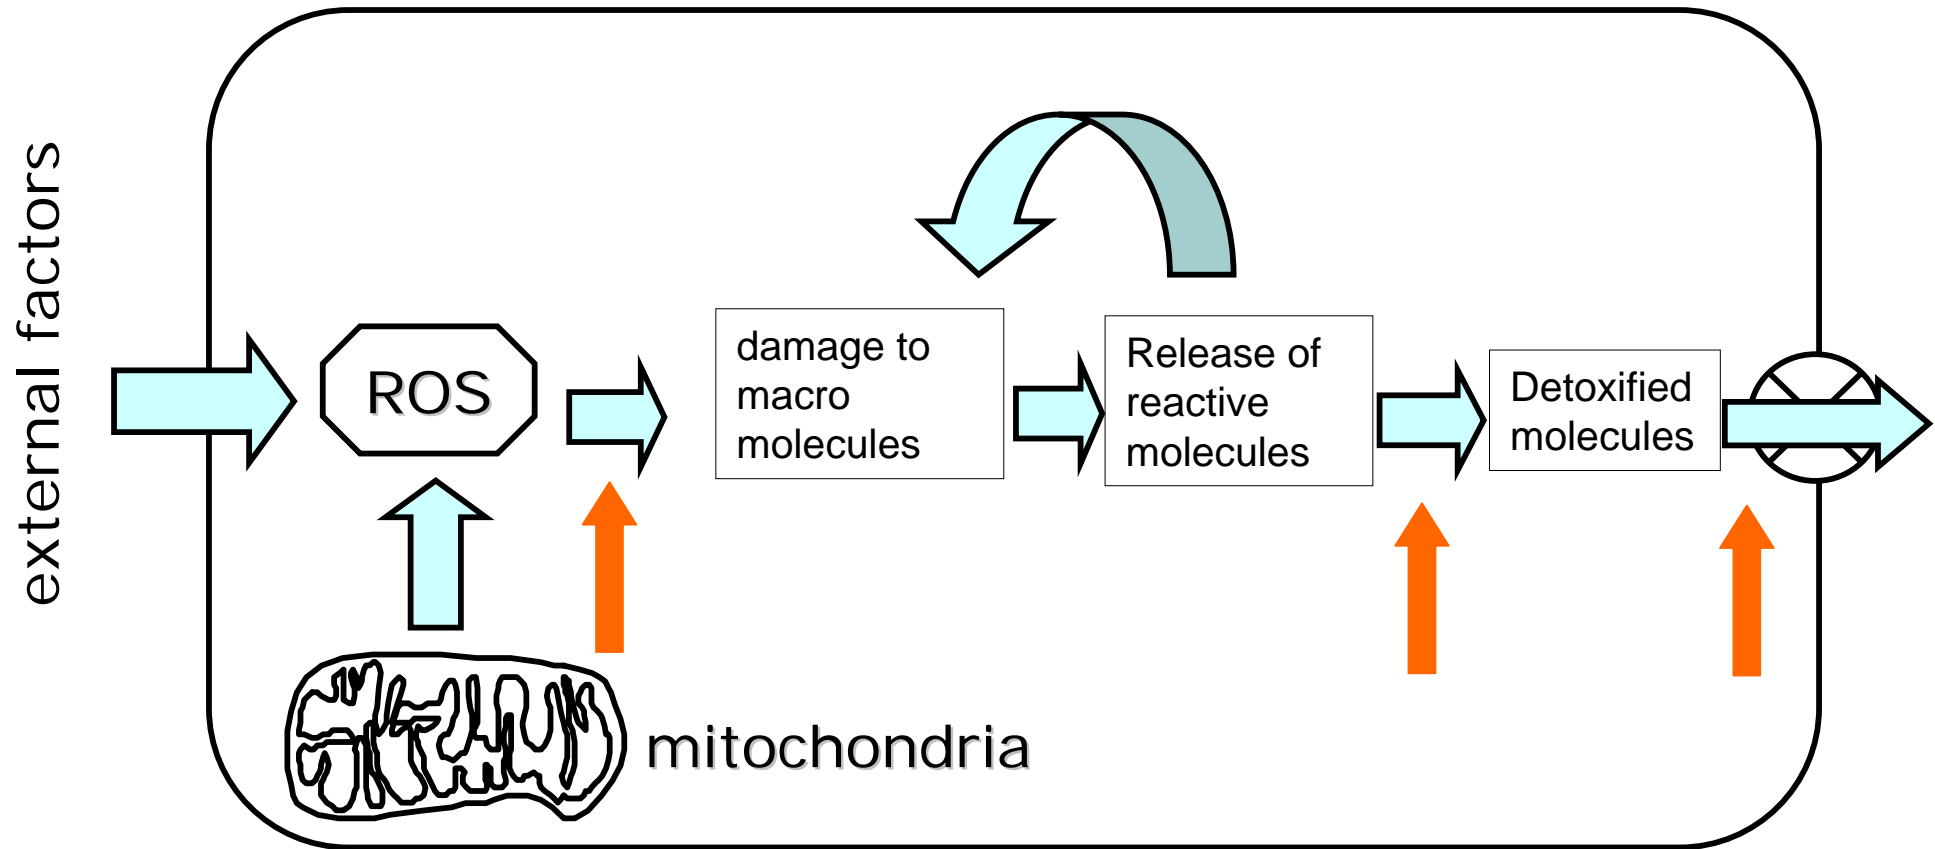 external factors
ROS
damage to
macro
molecules
Release of
reactive
molecules
Detoxified
molecules
mitochondria